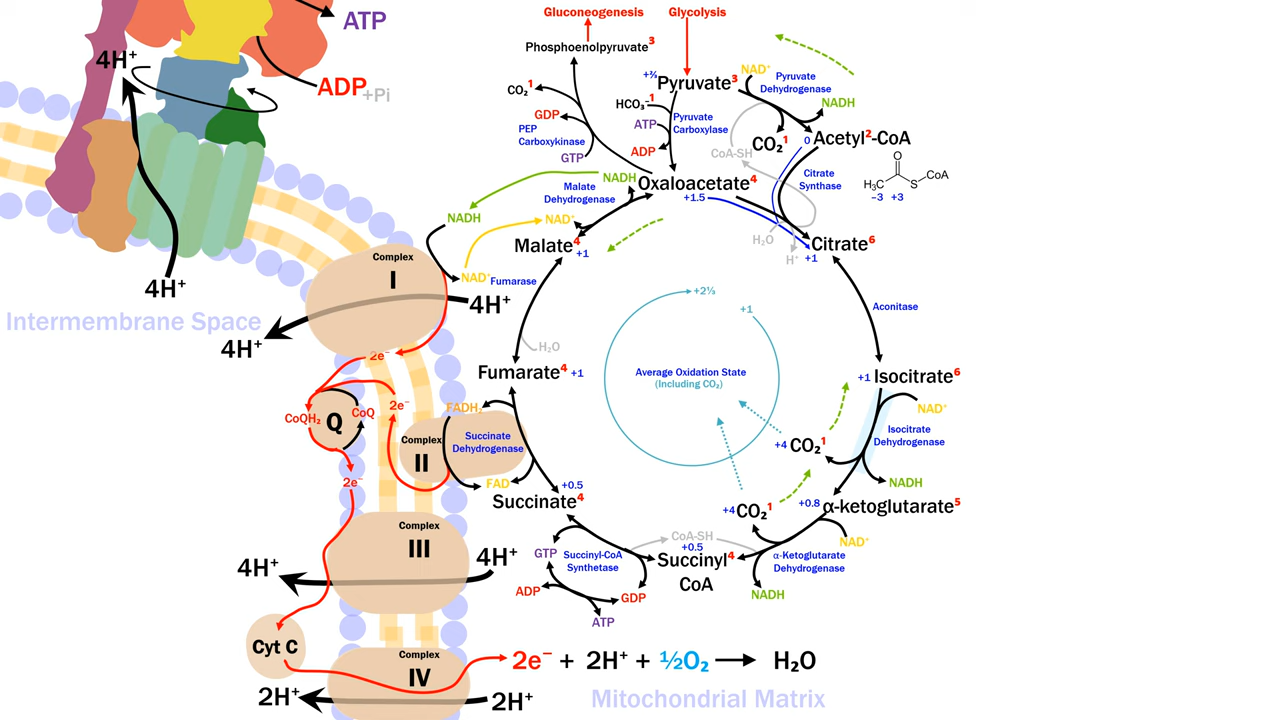 ATP
4H⁺
ADP
+Pi
4H⁺
Intermembrane Space
Gluconeogenesis
Glycolysis
Phosphoenolpyruvate³
CO₂¹
GDP
PEP
Carboxykinase
GTP
+⅔
Pyruvate³
HCO₃⁻¹
ATP
Pyruvate
Carboxylase
ADP
NAD⁺
Pyruvate
Dehydrogenase
NADH
CO₂¹
CoA-SH
0
Acetyl²-CoA
O
H₃C
S
CoA
−3
+3
Citrate
Synthase
NADH
Oxaloacetate⁴
+1.5
Malate
Dehydrogenase
NADH
NAD⁺
Malate⁴
+1
H₂O
H⁺
Citrate⁶
+1
Complex
I
NAD⁺
Fumarase
4H⁺
4H⁺
+2⅓
+1
Aconitase
H₂O
Fumarate⁴
+1
Average Oxidation State
(Including CO₂)
+1
Isocitrate⁶
2e⁻
CoQH₂
Q
CoQ
2e⁻
FADH₂
NAD⁺
Isocitrate
Dehydrogenase
Complex
II
Succinate
Dehydrogenase
+4
CO₂¹
2e⁻
FAD
NADH
+0.5
Succinate⁴
+4
CO₂¹
+0.8
α-ketoglutarate⁵
Complex
III
4H⁺
4H⁺
GTP
Succinyl-CoA
Synthetase
CoA-SH
+0.5
Succinyl⁴
CoA
NAD⁺
α-Ketoglutarate
Dehydrogenase
ADP
GDP
NADH
ATP
Cyt C
Complex
IV
2e⁻ + 2H⁺ + ½O₂ → H₂O
2H⁺
2H⁺
Mitochondrial Matrix